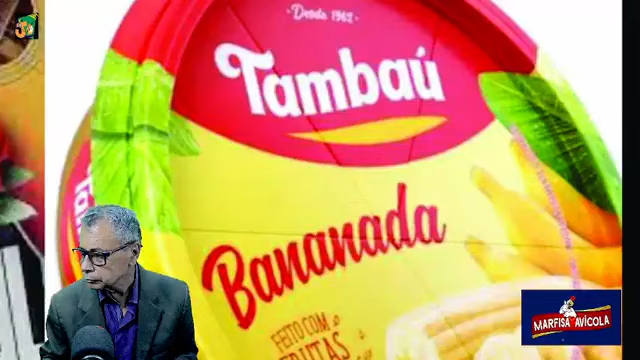 Desde 1962
Tambaú
Bananada
FEITO COM
FRUTAS
MARFISA AVÍCOLA